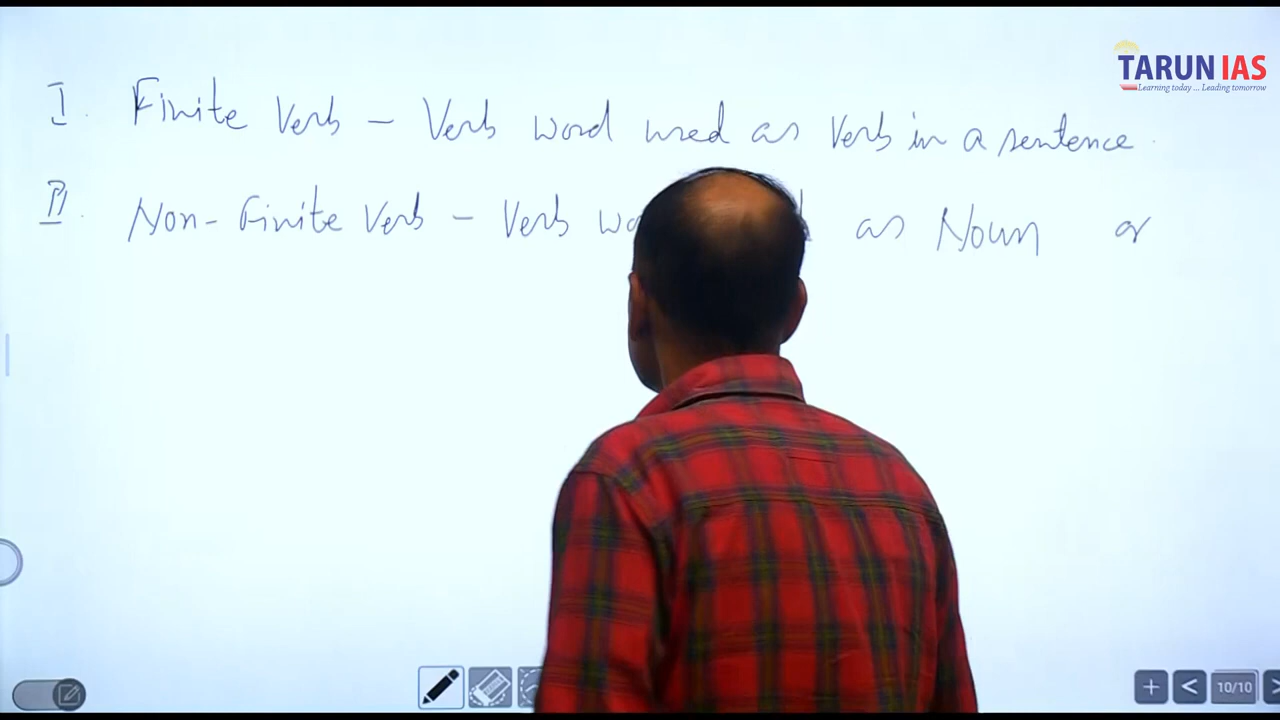 TARUN IAS
Learning today ... Leading tomorrow
I. Finite Verb - Verb word used as Verb in a sentence.
II. Non-Finite Verb - Verb as Noun or
10/10